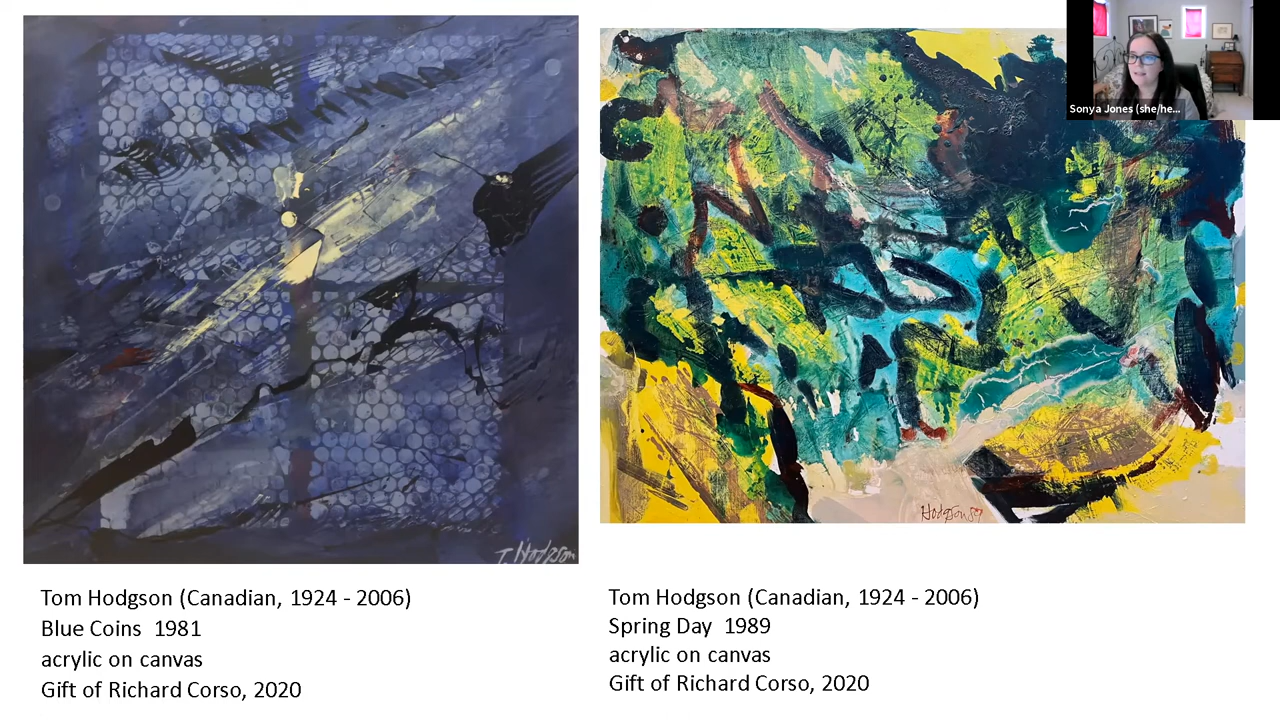 Sonya Jones (she/he...
T. Hodgson
Hodgson 89
Tom Hodgson (Canadian, 1924 - 2006)
Blue Coins 1981
acrylic on canvas
Gift of Richard Corso, 2020
Tom Hodgson (Canadian, 1924 - 2006)
Spring Day 1989
acrylic on canvas
Gift of Richard Corso, 2020